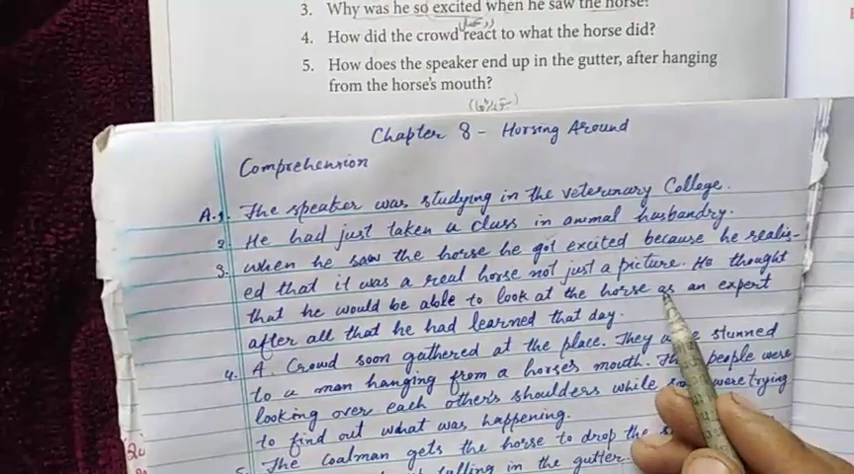 3. Why was he so excited when he saw the horse?
4. How did the crowd react to what the horse did?
5. How does the speaker end up in the gutter, after hanging
from the horse's mouth?
Chapter 8 - Horsing Around
Comprehension
A.1. The speaker was studying in the veterinary College.
2. He had just taken a class in animal husbandry.
3. when he saw the horse he got excited because he realis-
ed that it was a real horse not just a picture. He thought
that he would be able to look at the horse as an expert
after all that he had learned that day.
4. A. Crowd soon gathered at the place. They stunned
to a man hanging from a horse's mouth. people were
looking over each other's shoulders while were trying
to find out what was happening.
The Coalman gets the horse to drop the
falling in the gutter.